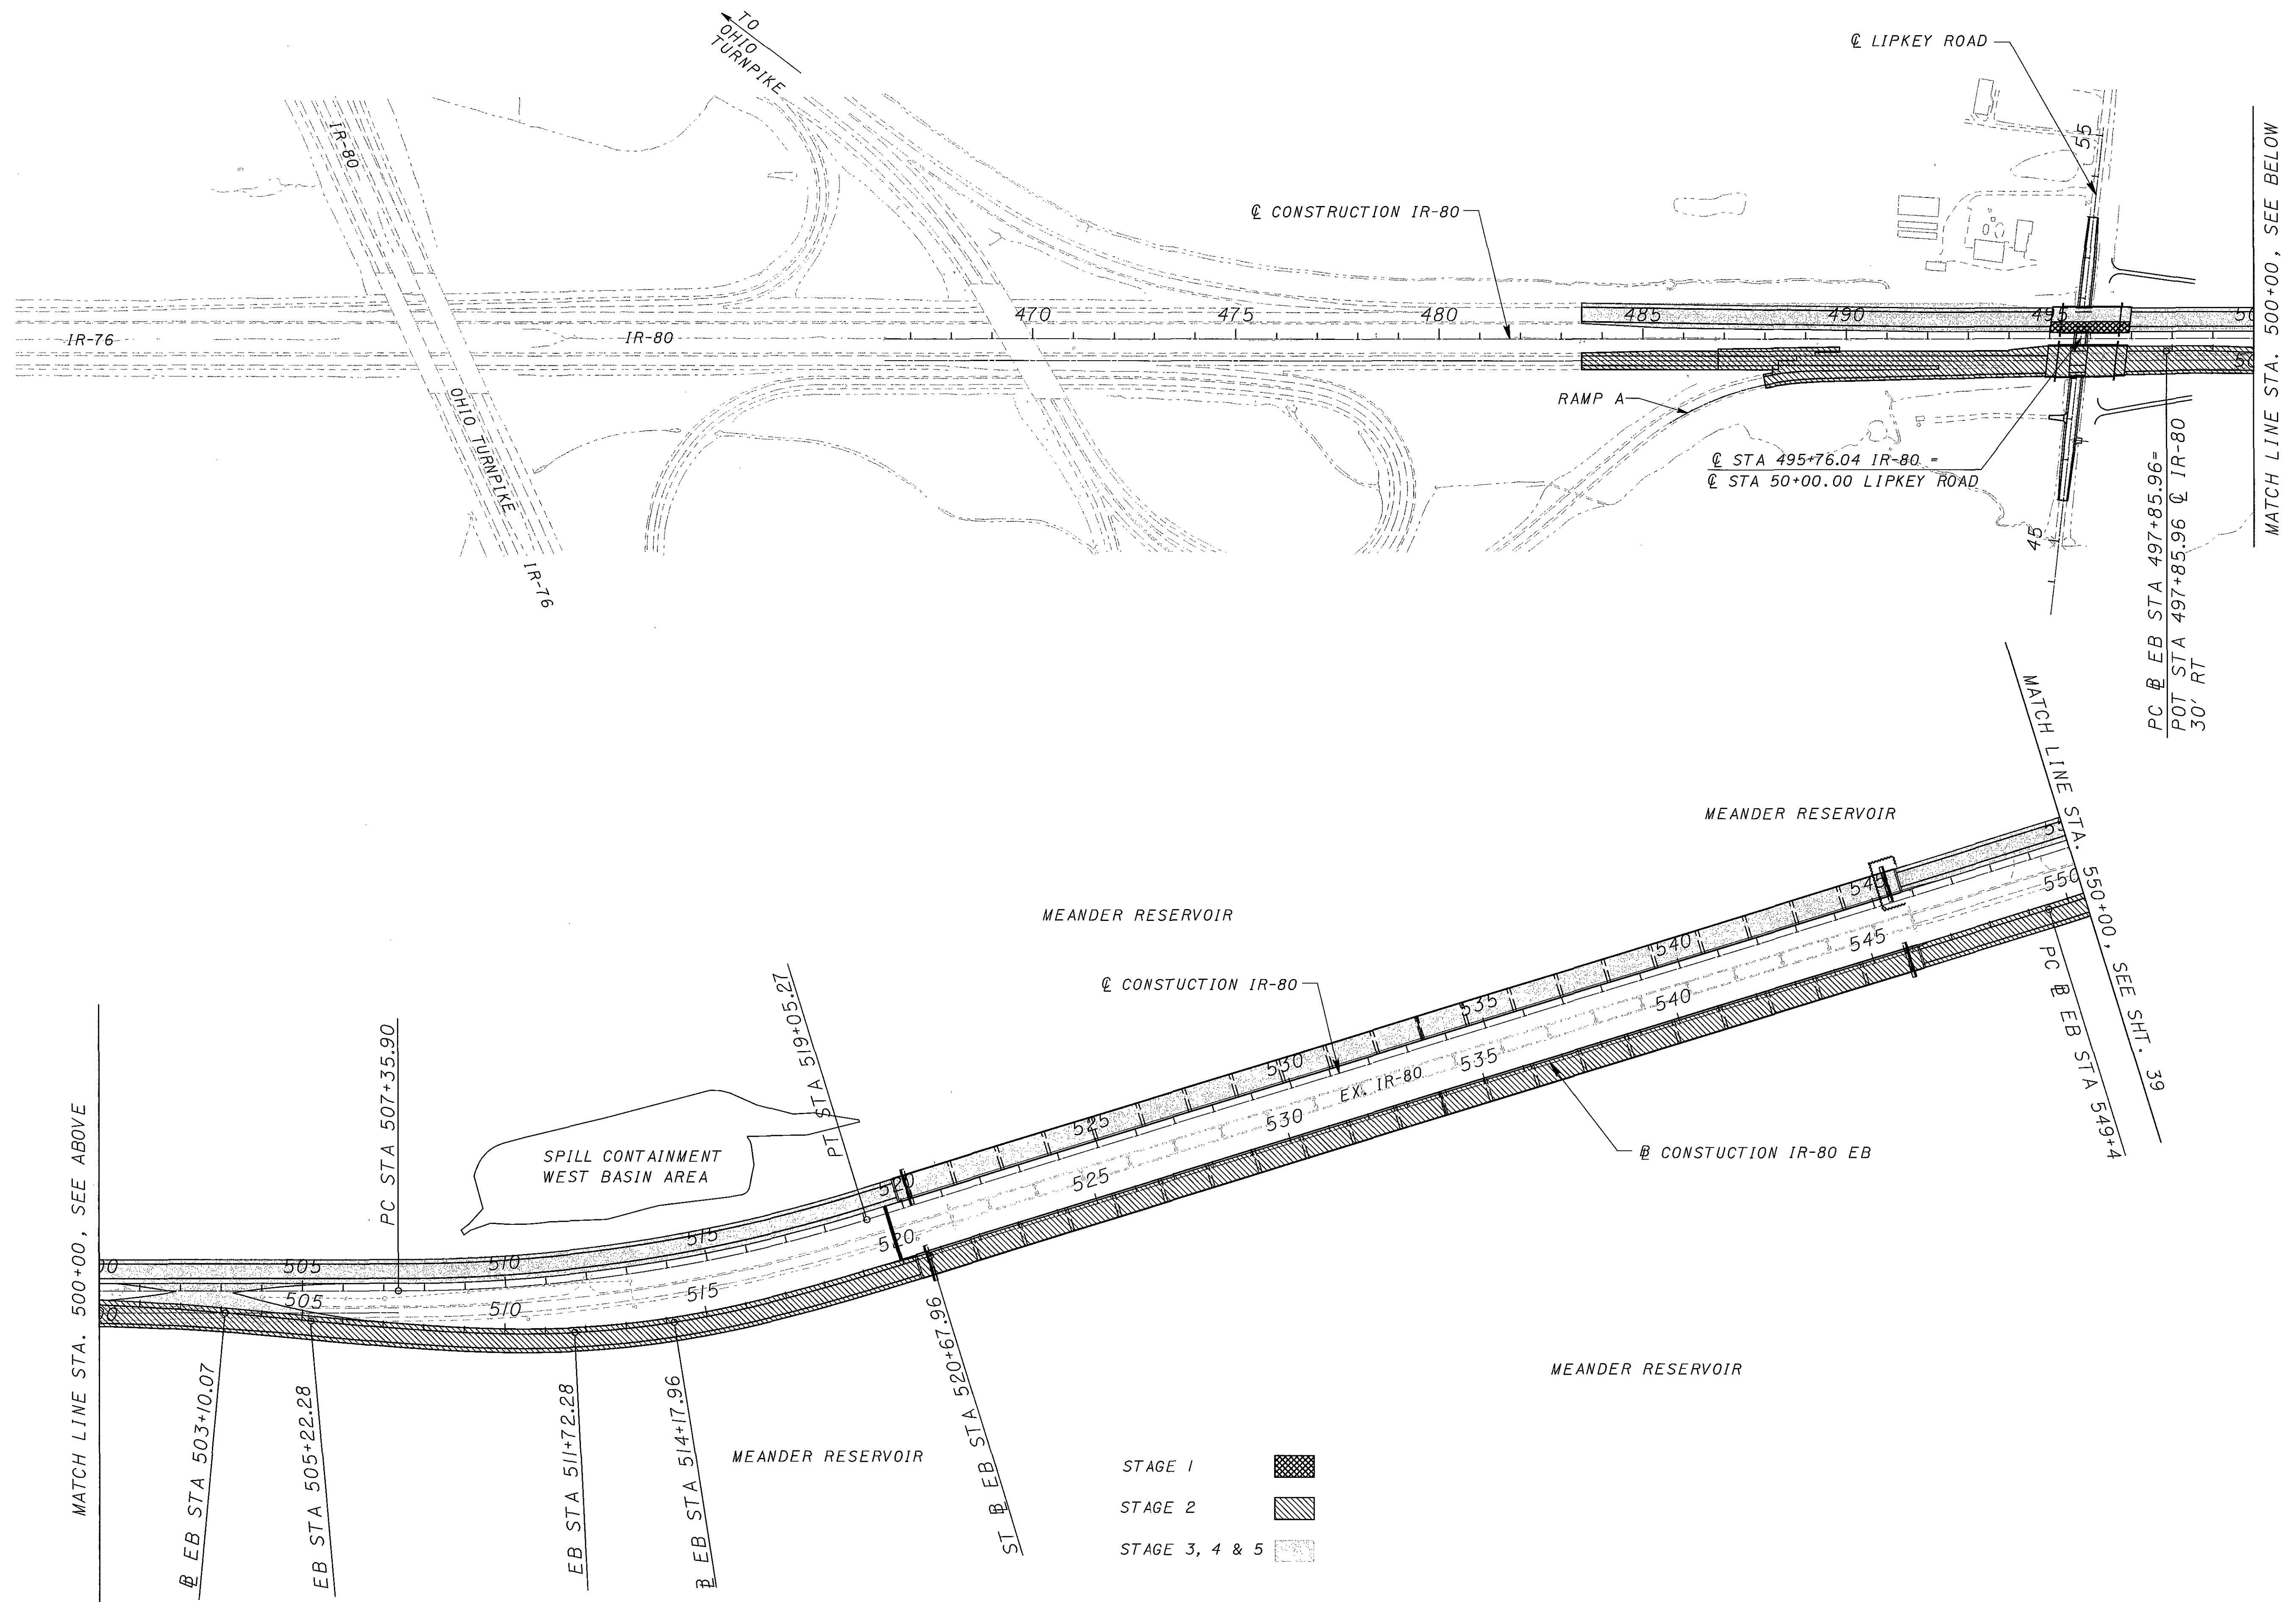 TO
OHIO
TURNPIKE
℄ LIPKEY ROAD
IR-80
55
℄ CONSTRUCTION IR-80
MATCH LINE STA. 500+00, SEE BELOW
470
475
480
485
490
495
50
IR-76
IR-80
50
OHIO TURNPIKE
RAMP A
℄ STA 495+76.04 IR-80 =
℄ STA 50+00.00 LIPKEY ROAD
45
IR-76
PC ⅊ EB STA 497+85.96=
POT STA 497+85.96 ℄ IR-80
30' RT
MATCH LINE STA. 550+00, SEE SHT. 39
MEANDER RESERVOIR
MEANDER RESERVOIR
℄ CONSTUCTION IR-80
MATCH LINE STA. 500+00, SEE ABOVE
PC STA 507+35.90
PT STA 519+05.27
SPILL CONTAINMENT
WEST BASIN AREA
00
505
510
515
520
525
530
535
540
545
55
00
505
510
515
520
525
530
535
540
545
550
EX. IR-80
PC ⅊ EB STA 549+4
⅊ CONSTUCTION IR-80 EB
⅊ EB STA 503+10.07
EB STA 505+22.28
EB STA 511+72.28
⅊ EB STA 514+17.96
ST ⅊ EB STA 520+67.96
MEANDER RESERVOIR
MEANDER RESERVOIR
STAGE 1
STAGE 2
STAGE 3, 4 & 5